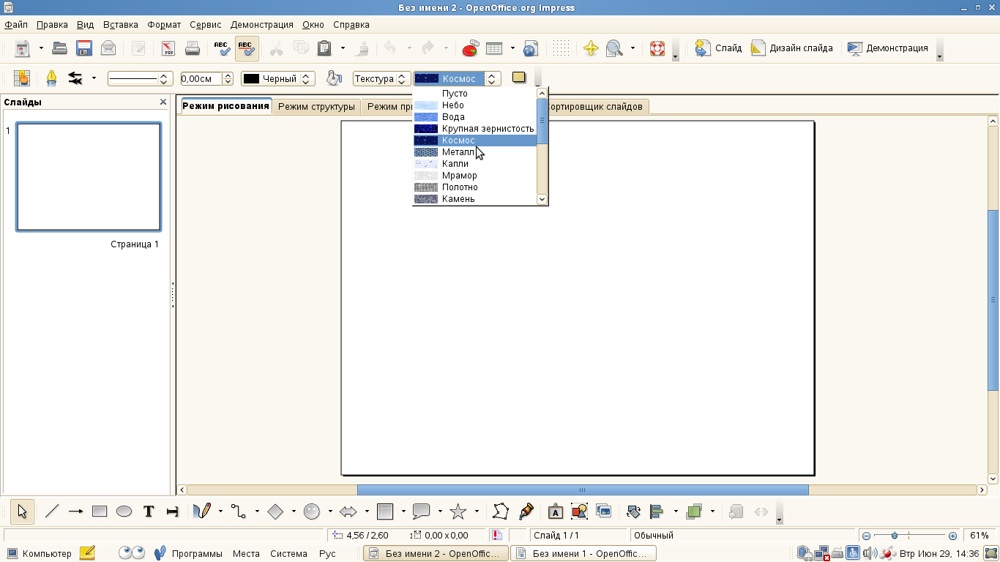 Без имени 2 - OpenOffice.org Impress
Файл Правка Вид Вставка Формат Сервис Демонстрация Окно Справка
PDF ABC ABC Слайд Дизайн слайда Демонстрация
0,00см Черный Текстура Космос
Слайды
Режим рисования Режим структуры Режим при ортировщик слайдов
Пусто
Небо
Вода
Крупная зернистость
Космос
Металл
Капли
Мрамор
Полотно
Камень
1
Страница 1
T A
4,56 / 2,60 0,00 x 0,00 Слайд 1 / 1 Обычный 61%
Компьютер Программы Места Система Рус Без имени 2 - OpenOffic... Без имени 1 - OpenOffic... Втр Июн 29, 14:36